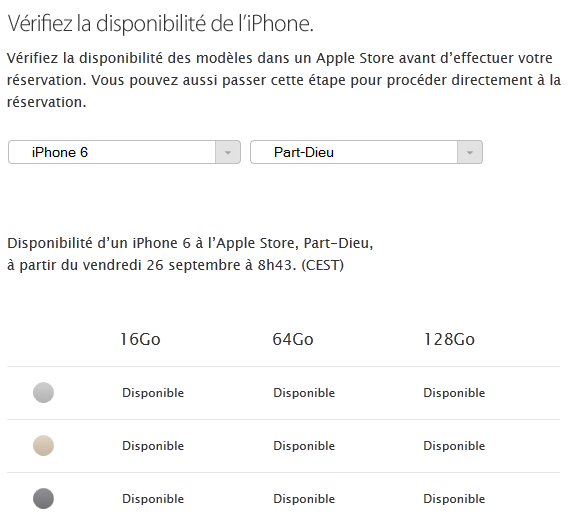 Vérifiez la disponibilité de l’iPhone.
Vérifiez la disponibilité des modèles dans un Apple Store avant d’effectuer votre
réservation. Vous pouvez aussi passer cette étape pour procéder directement à la
réservation.
iPhone 6 Part-Dieu
Disponibilité d’un iPhone 6 à l’Apple Store, Part-Dieu,
à partir du vendredi 26 septembre à 8h43. (CEST)
16Go 64Go 128Go
Disponible Disponible Disponible
Disponible Disponible Disponible
Disponible Disponible Disponible